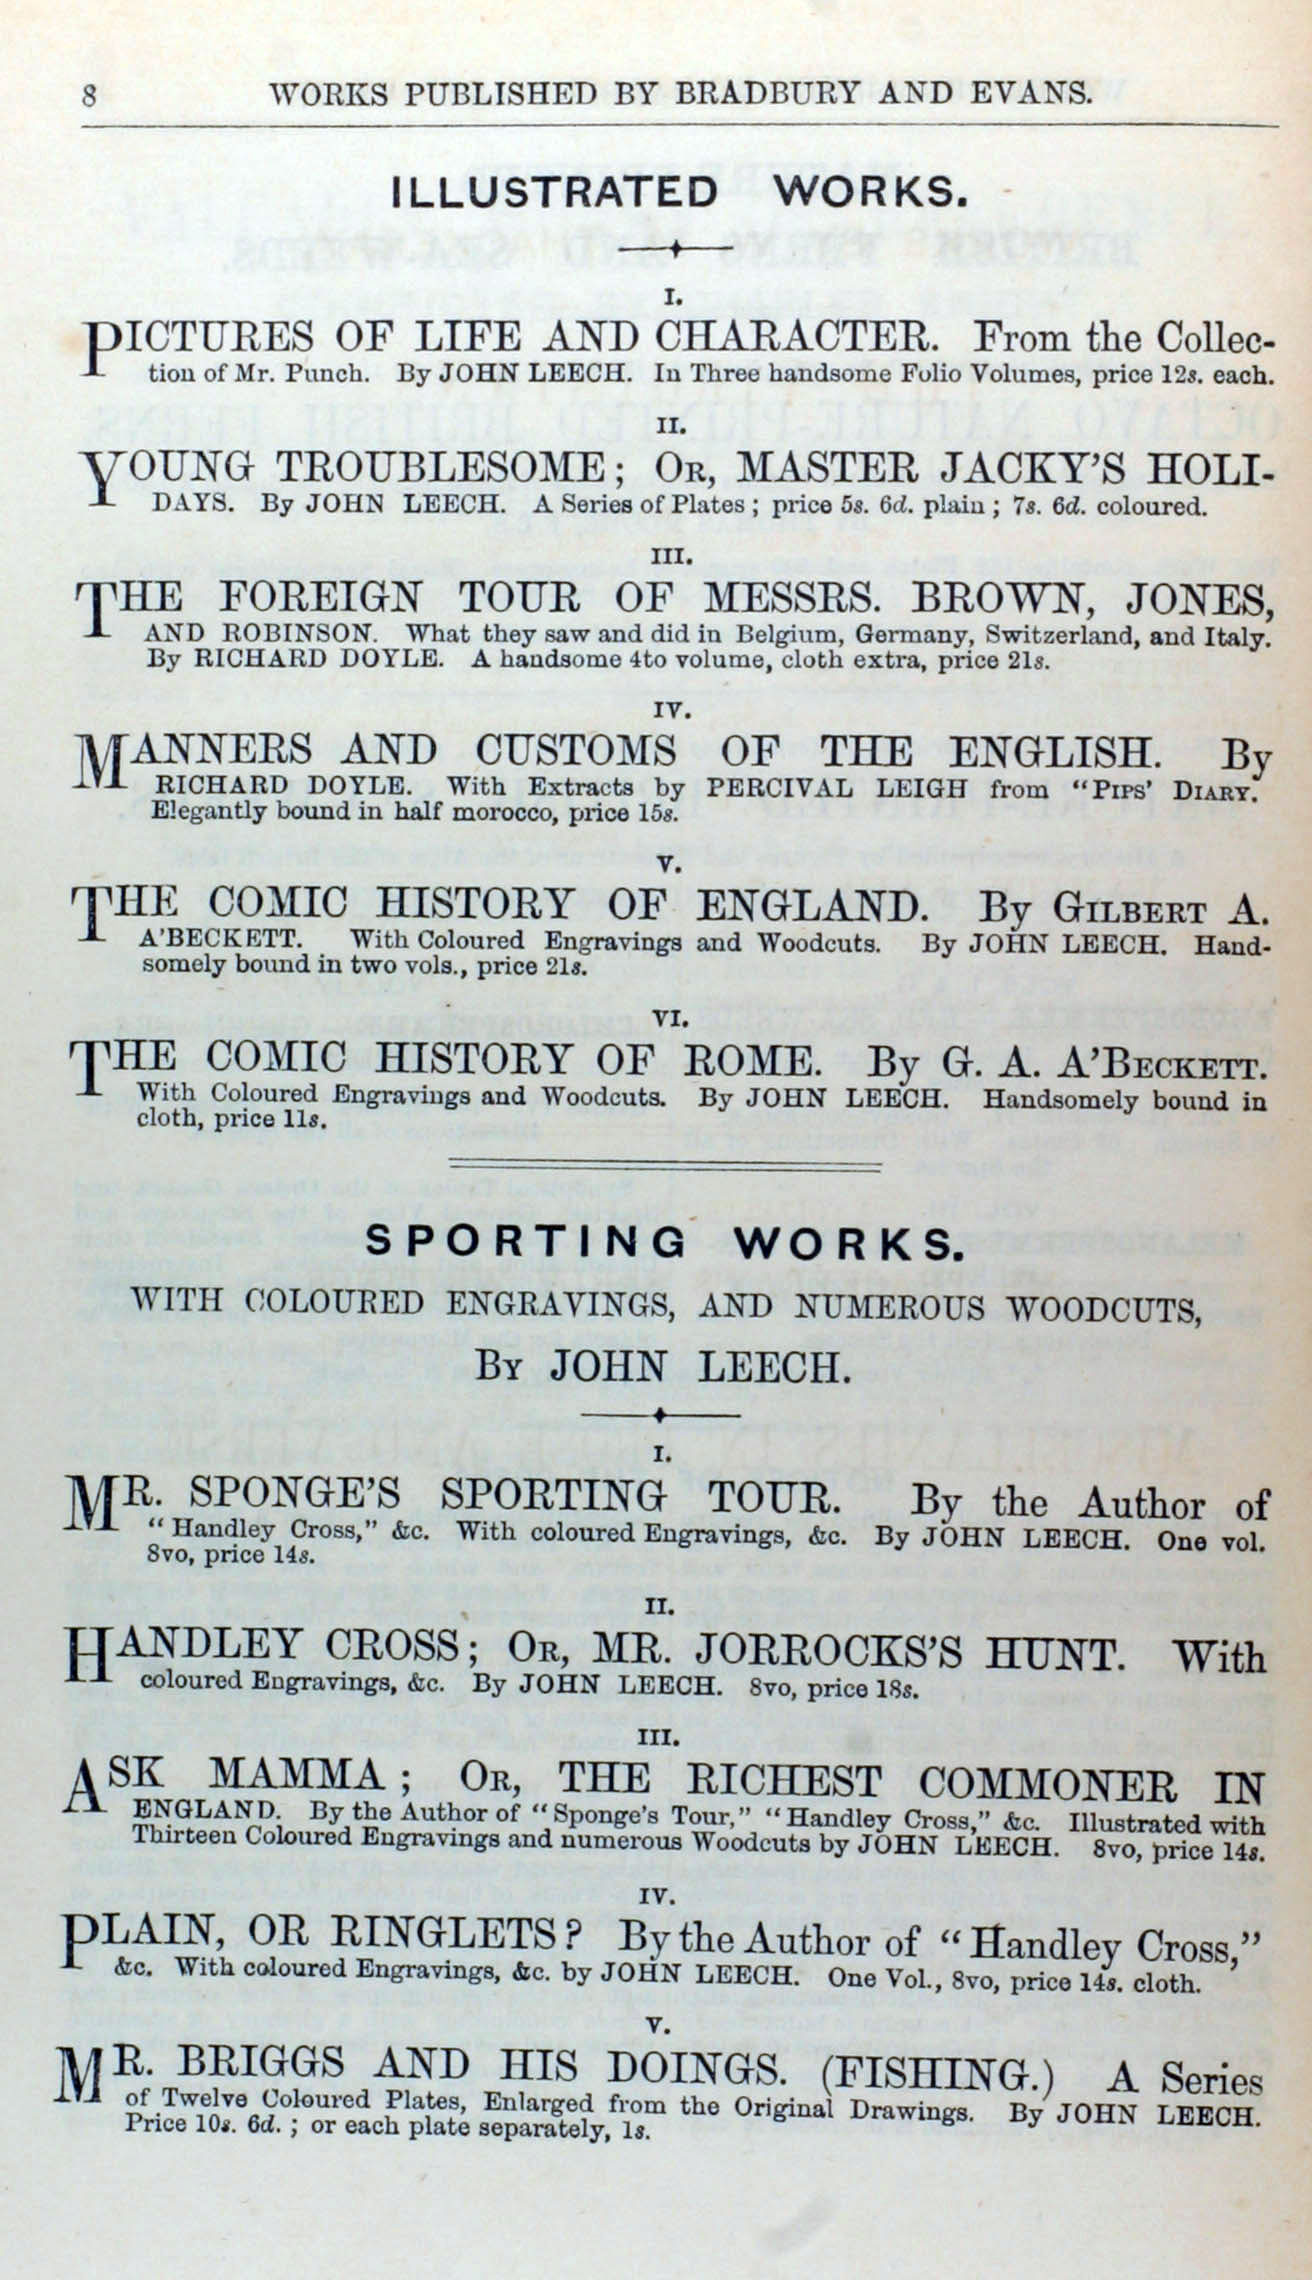 8 WORKS PUBLISHED BY BRADBURY AND EVANS.
ILLUSTRATED WORKS.
I.
PICTURES OF LIFE AND CHARACTER. From the Collec-
tion of Mr. Punch. By JOHN LEECH. In Three handsome Folio Volumes, price 12s. each.
II.
YOUNG TROUBLESOME; OR, MASTER JACKY'S HOLI-
DAYS. By JOHN LEECH. A Series of Plates; price 5s. 6d. plain; 7s. 6d. coloured.
III.
THE FOREIGN TOUR OF MESSRS. BROWN, JONES,
AND ROBINSON. What they saw and did in Belgium, Germany, Switzerland, and Italy.
By RICHARD DOYLE. A handsome 4to volume, cloth extra, price 21s.
IV.
MANNERS AND CUSTOMS OF THE ENGLISH. By
RICHARD DOYLE. With Extracts by PERCIVAL LEIGH from "PIPS' DIARY.
Elegantly bound in half morocco, price 15s.
V.
THE COMIC HISTORY OF ENGLAND. By GILBERT A.
A'BECKETT. With Coloured Engravings and Woodcuts. By JOHN LEECH. Hand-
somely bound in two vols., price 21s.
VI.
THE COMIC HISTORY OF ROME. By G. A. A'BECKETT.
With Coloured Engravings and Woodcuts. By JOHN LEECH. Handsomely bound in
cloth, price 11s.
SPORTING WORKS.
WITH COLOURED ENGRAVINGS, AND NUMEROUS WOODCUTS,
BY JOHN LEECH.
I.
MR. SPONGE'S SPORTING TOUR. By the Author of
"Handley Cross," &c. With coloured Engravings, &c. By JOHN LEECH. One vol.
8vo, price 14s.
II.
HANDLEY CROSS; OR, MR. JORROCKS'S HUNT. With
coloured Engravings, &c. By JOHN LEECH. 8vo, price 18s.
III.
ASK MAMMA; OR, THE RICHEST COMMONER IN
ENGLAND. By the Author of "Sponge's Tour," "Handley Cross," &c. Illustrated with
Thirteen Coloured Engravings and numerous Woodcuts by JOHN LEECH. 8vo, price 14s.
IV.
PLAIN, OR RINGLETS? By the Author of "Handley Cross,"
&c. With coloured Engravings, &c. by JOHN LEECH. One Vol., 8vo, price 14s. cloth.
V.
MR. BRIGGS AND HIS DOINGS. (FISHING.) A Series
of Twelve Coloured Plates, Enlarged from the Original Drawings. By JOHN LEECH.
Price 10s. 6d.; or each plate separately, 1s.